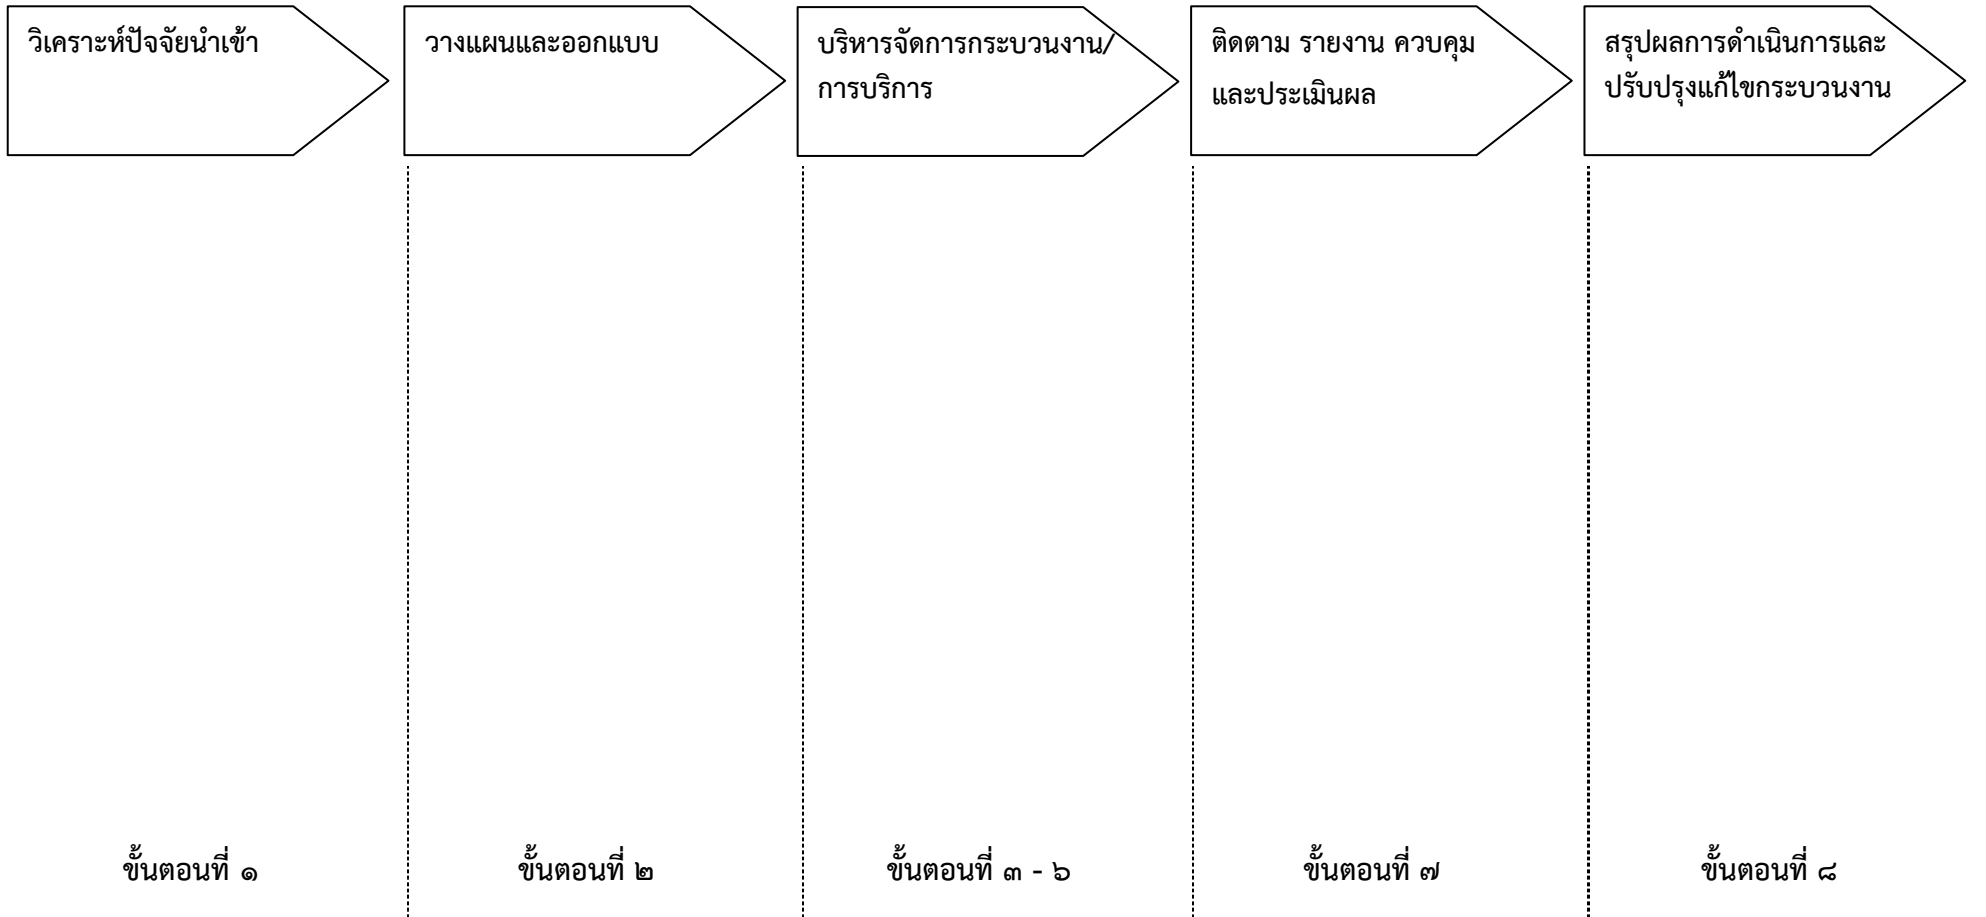 วิเคราะห์ปัจจัยนำเข้า
วางแผนและออกแบบ
บริหารจัดการกระบวนงาน/
การบริการ
ติดตาม รายงาน ควบคุม
และประเมินผล
สรุปผลการดำเนินการและ
ปรับปรุงแก้ไขกระบวนงาน
ขั้นตอนที่ ๑
ขั้นตอนที่ ๒
ขั้นตอนที่ ๓ - ๖
ขั้นตอนที่ ๗
ขั้นตอนที่ ๘